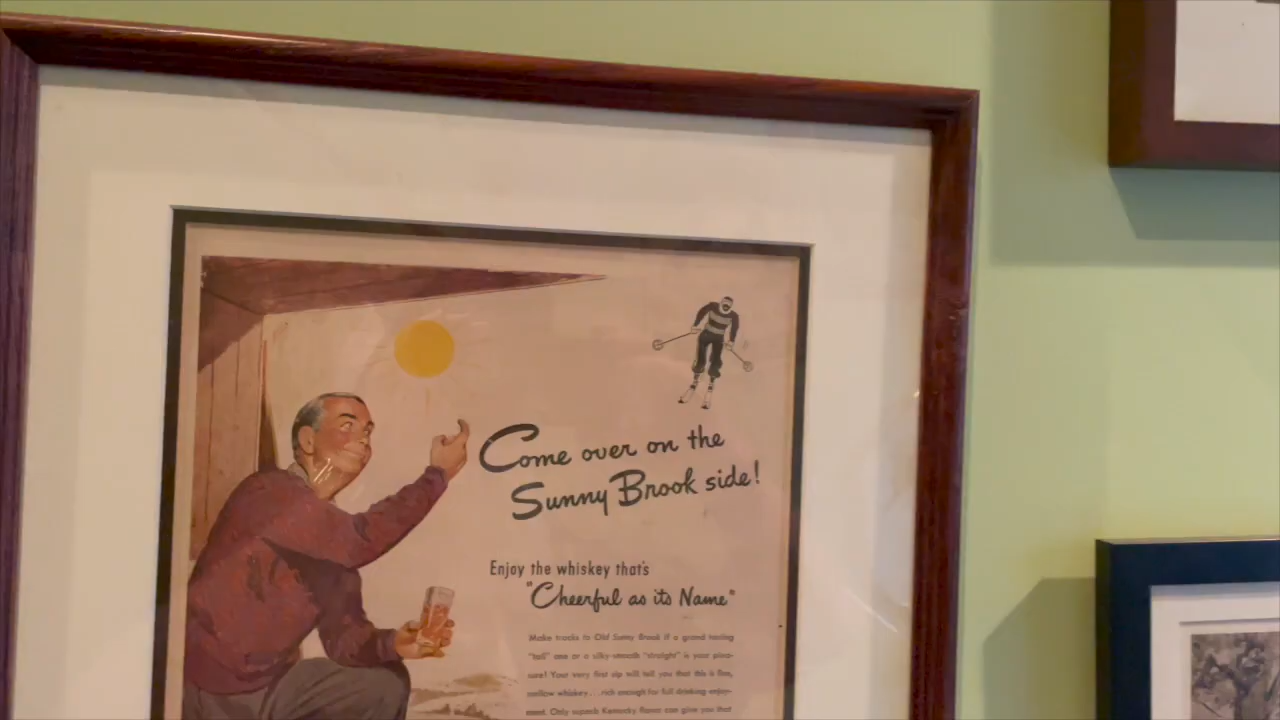 Come over on the
Sunny Brook side!
Enjoy the whiskey that's
"Cheerful as its Name"
Make tracks to Old Sunny Brook if a grand tasting
"tall" one or a silky-smooth "straight" is your plea-
sure! Your very first sip will tell you that this is fine,
mellow whiskey...rich enough for full drinking enjoy-
ment. Only superb Kentucky flavor can give you that